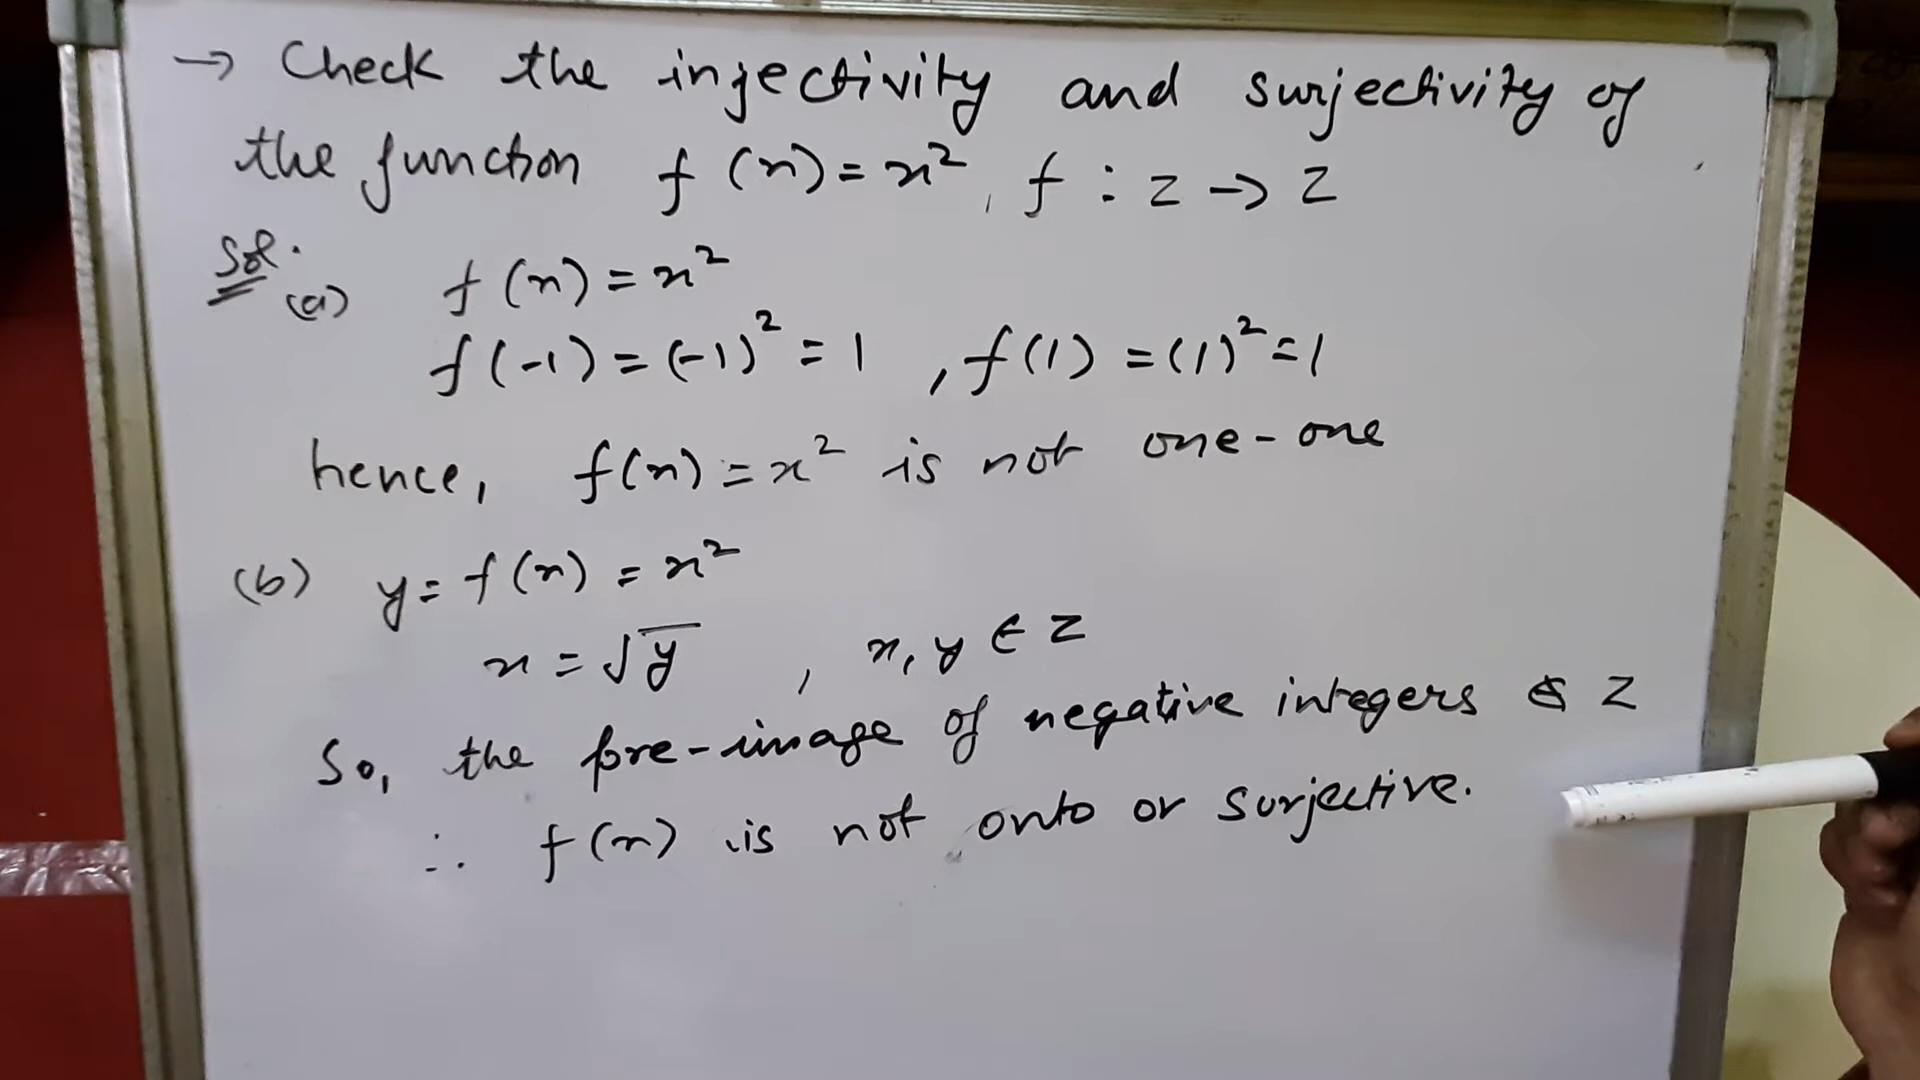 → Check the injectivity and surjectivity of
the function f(x) = x², f : Z → Z
Sol.
(a) f(x) = x²
f(-1) = (-1)² = 1 , f(1) = (1)² = 1
hence, f(x) = x² is not one-one
(b) y = f(x) = x²
x = √y , x, y ∈ Z
So, the pre-image of negative integers Z
∴ f(x) is not onto or surjective.